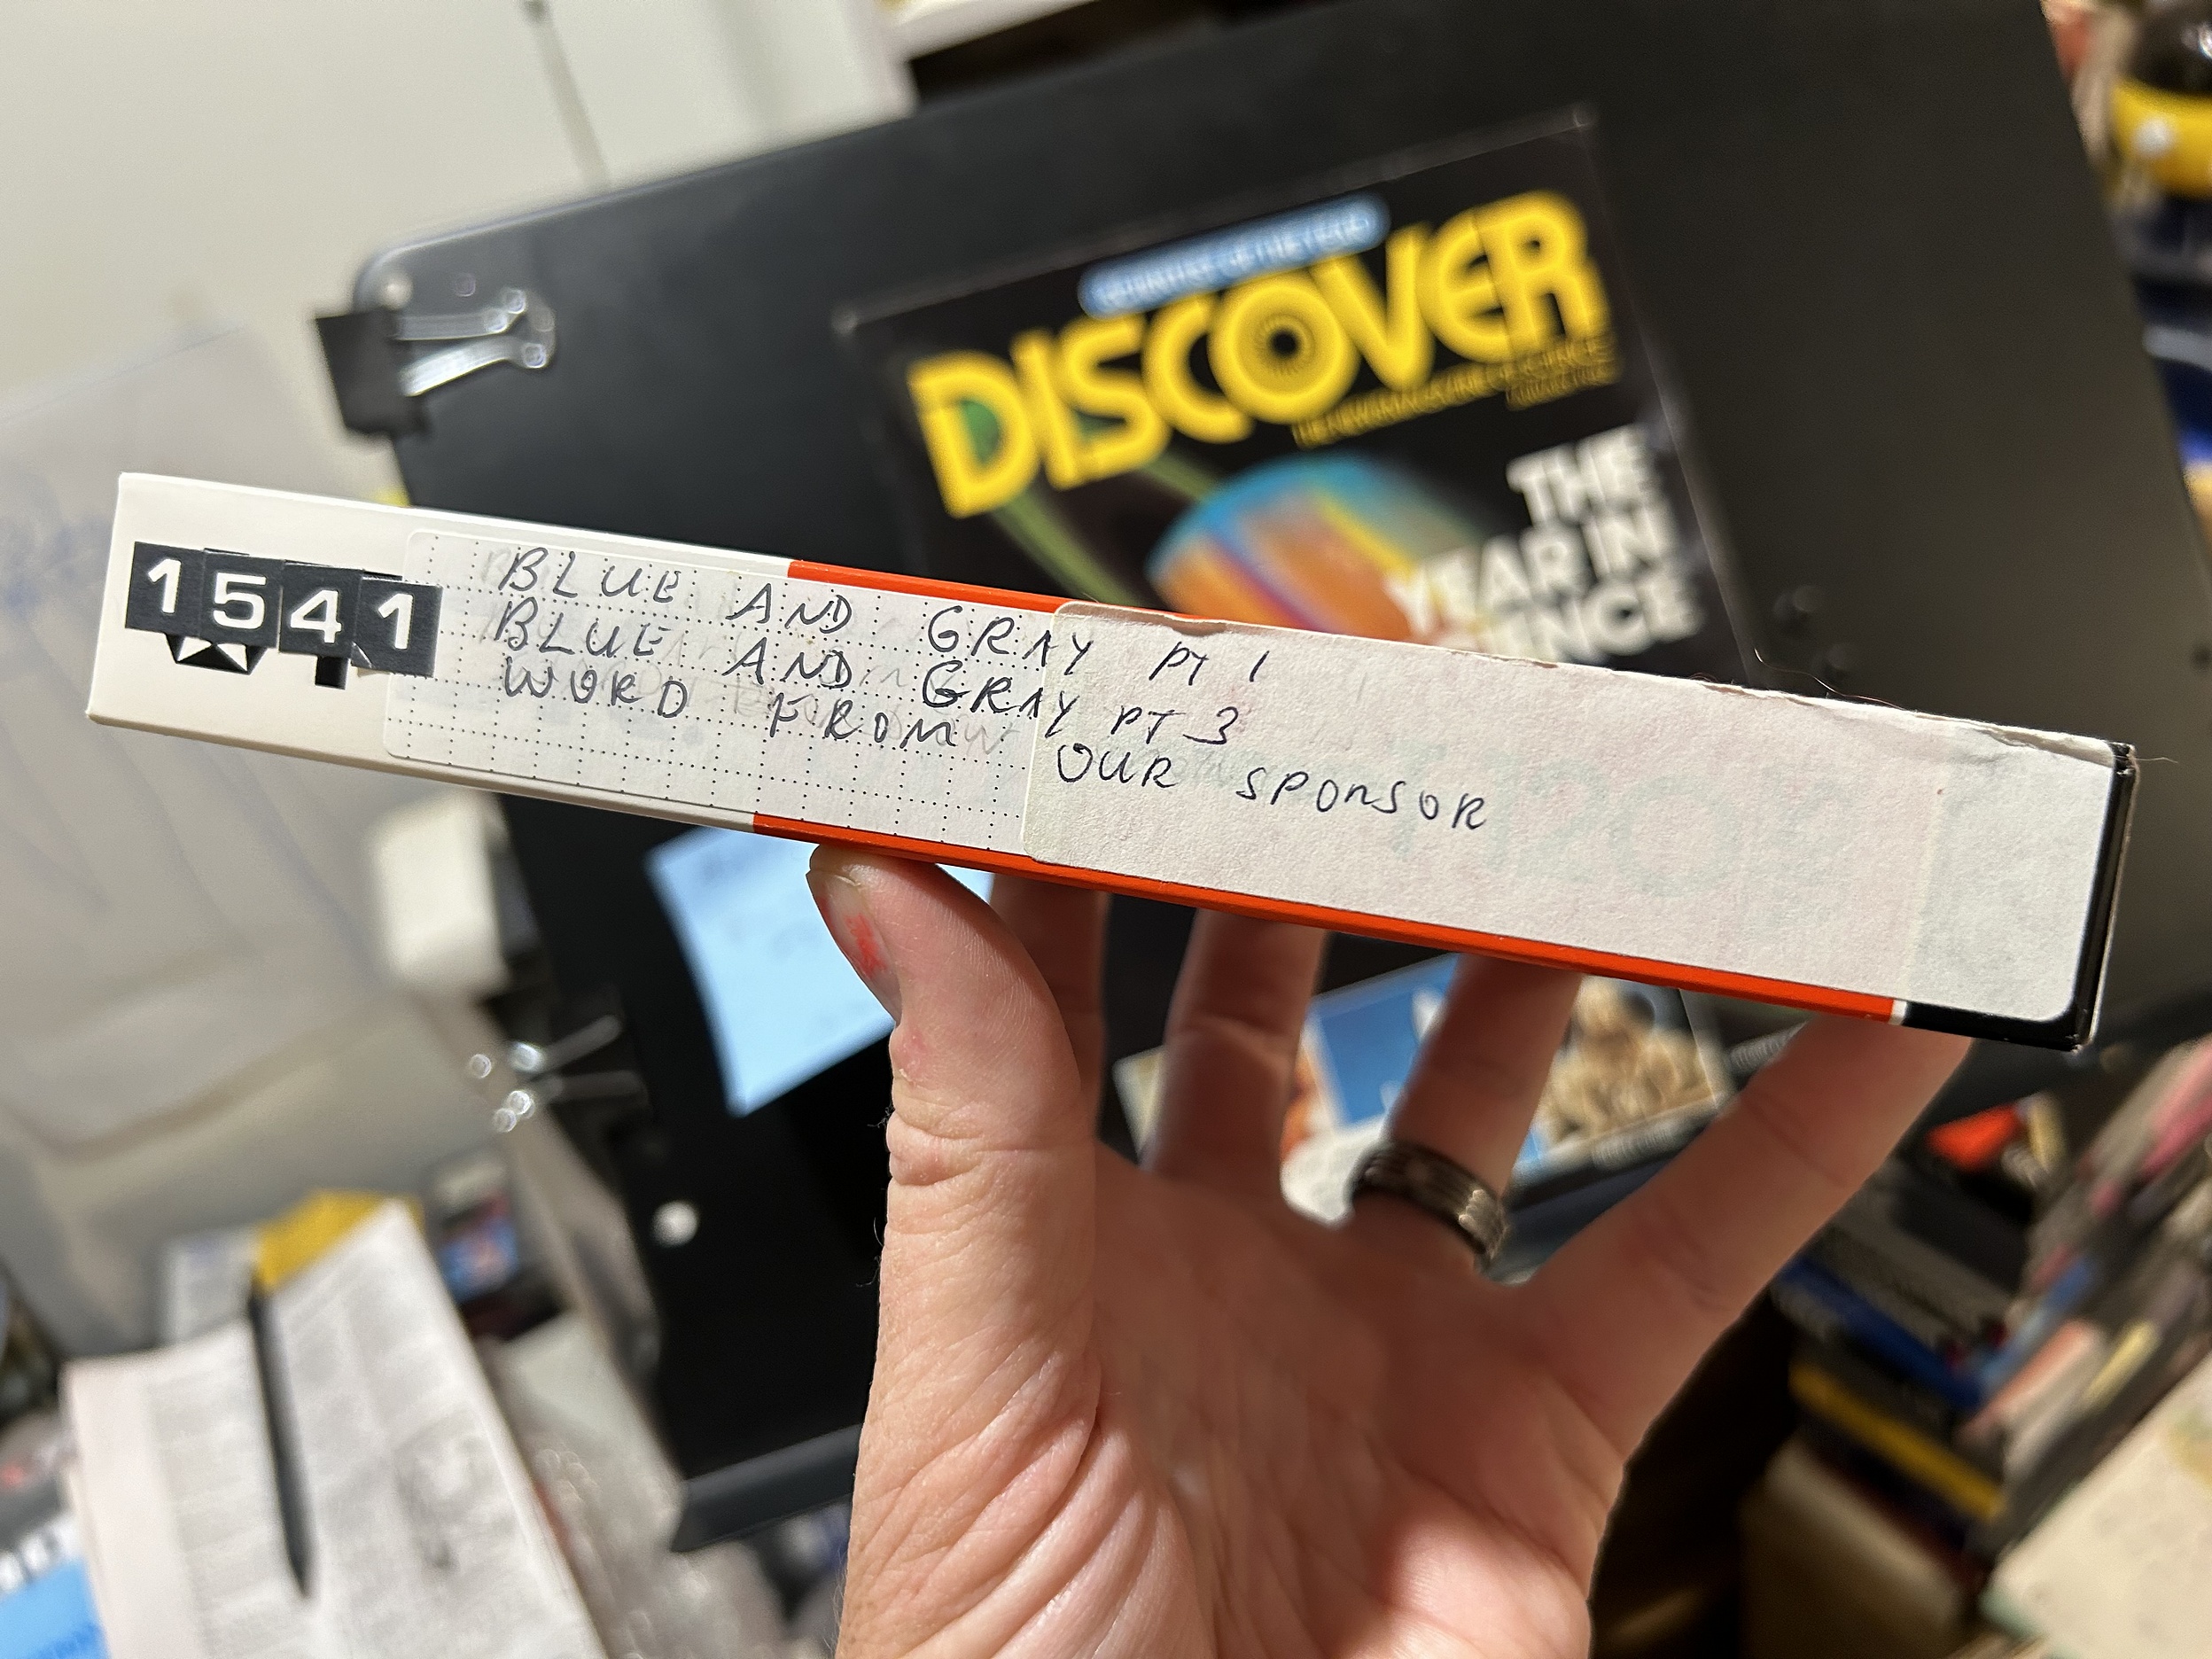 DISCOVER
THE
YEAR IN
SCIENCE
1541
BLUE AND GRAY PT 1
BLUE AND GRAY PT 3
WORD FROM OUR SPONSOR